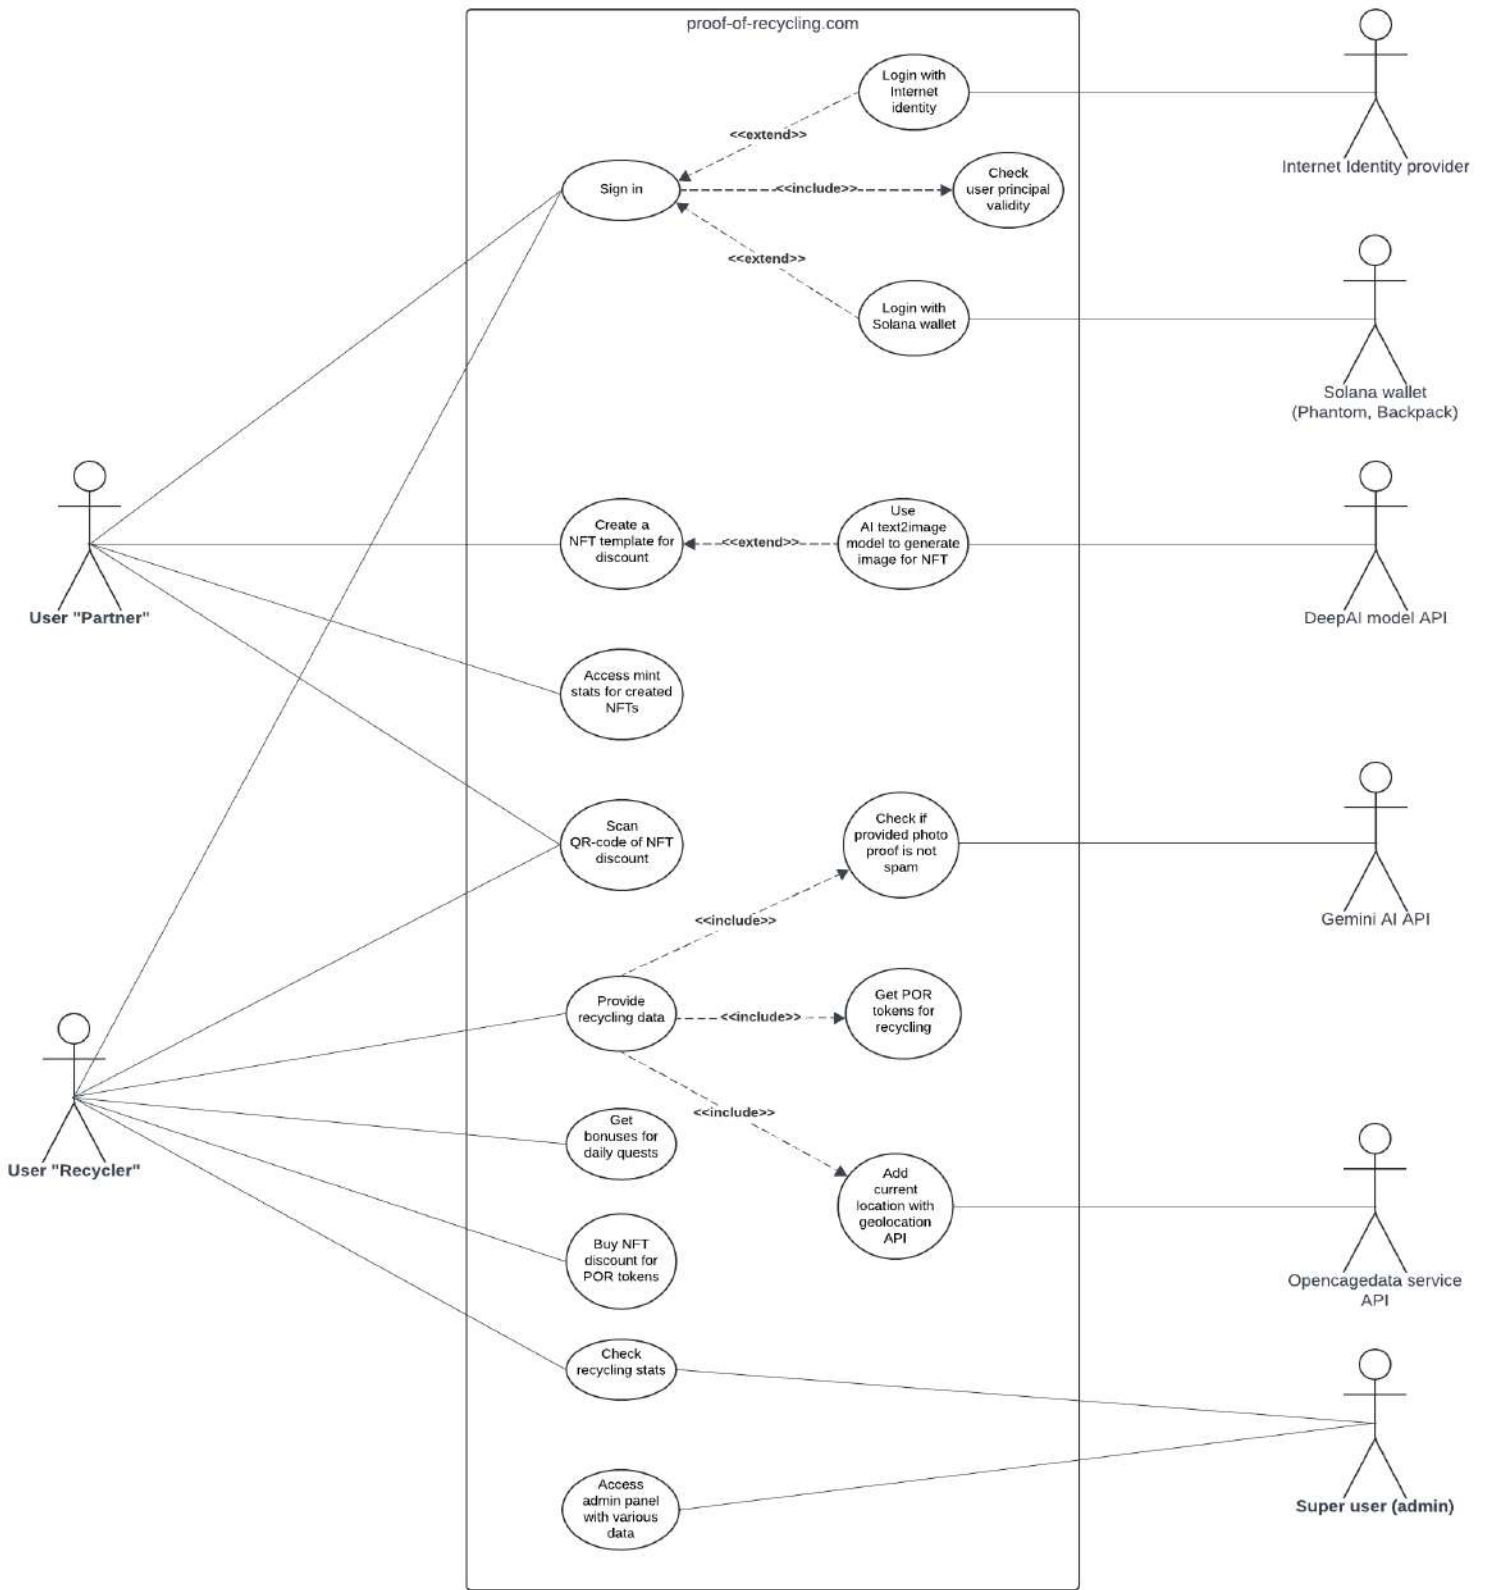 proof-of-recycling.com
Login with
Internet
identity
<<extend>>
Internet Identity provider
Sign in
<<include>>
Check
user principal
validity
<<extend>>
Login with
Solana wallet
Solana wallet
(Phantom, Backpack)
Create a
NFT template for
discount
<<extend>>
Use
AI text2image
model to generate
image for NFT
User "Partner"
DeepAI model API
Access mint
stats for created
NFTs
Scan
QR-code of NFT
discount
Check if
provided photo
proof is not
spam
Gemini AI API
<<include>>
Provide
recycling data
<<include>>
Get POR
tokens for
recycling
<<include>>
User "Recycler"
Get
bonuses for
daily quests
Add
current
location with
geolocation
API
Opencagedata service
API
Buy NFT
discount for
POR tokens
Check
recycling stats
Access
admin panel
with various
data
Super user (admin)